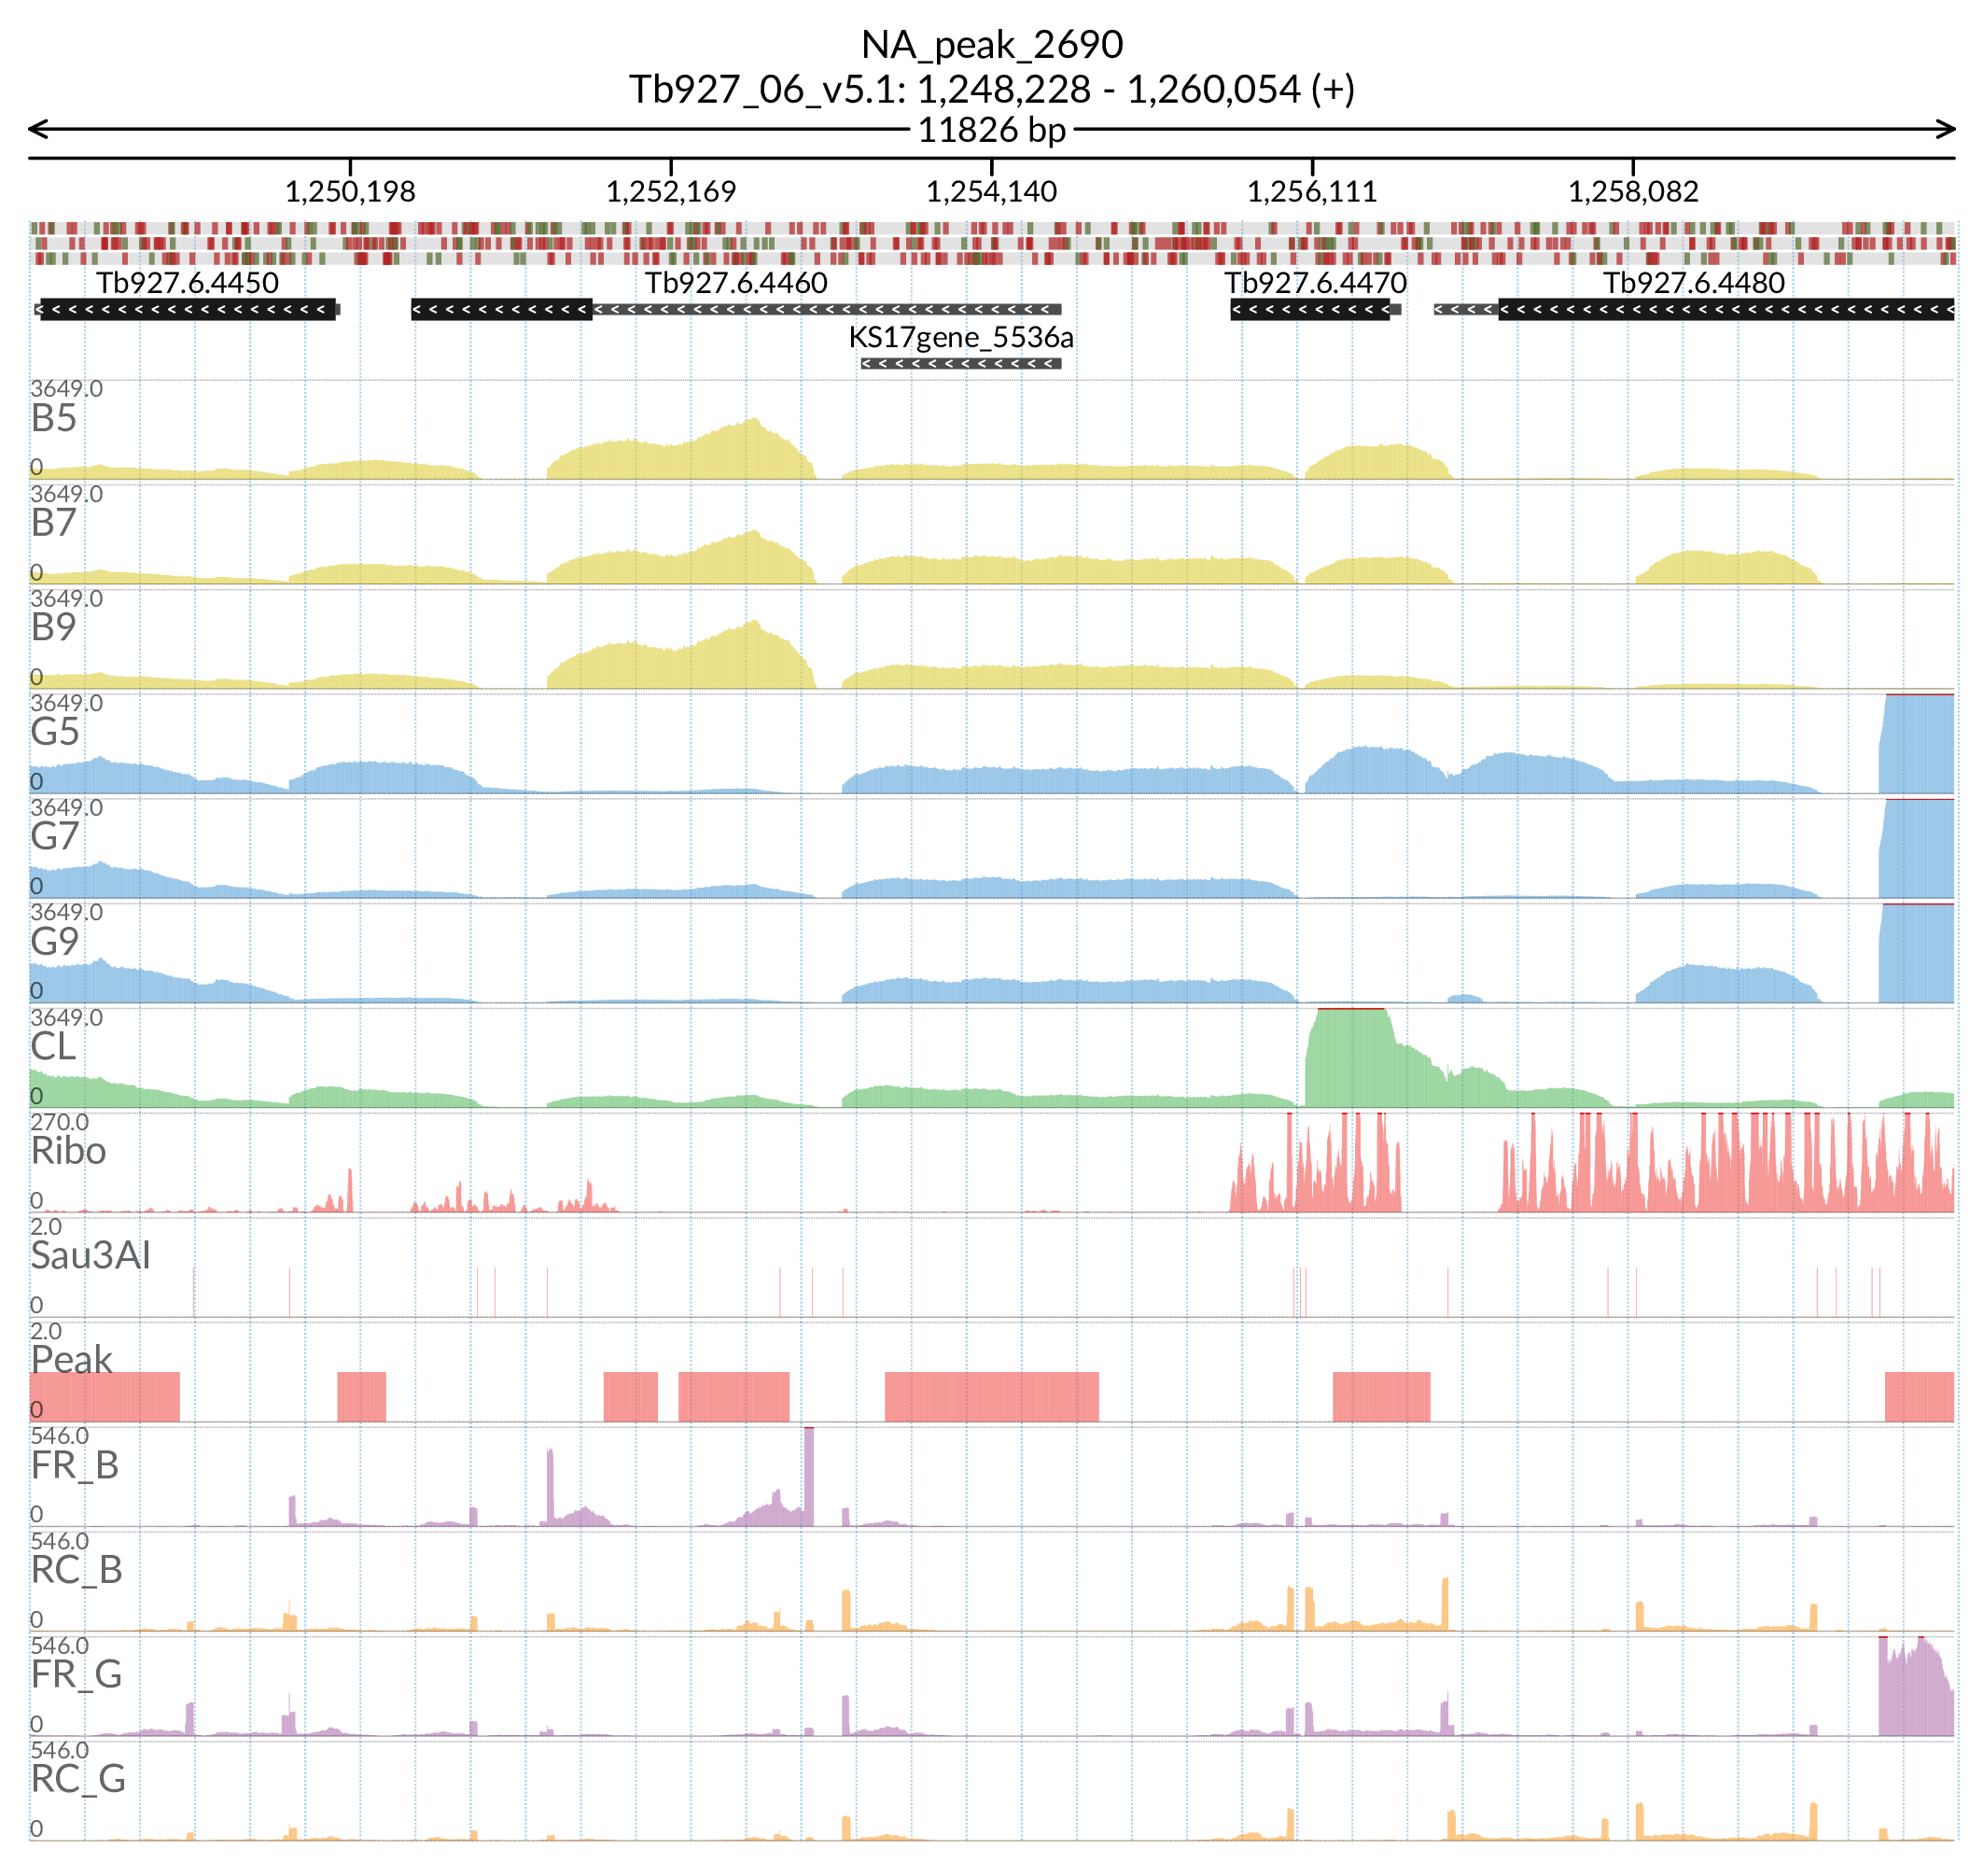 NA_peak_2690
Tb927_06_v5.1: 1,248,228 - 1,260,054 (+)
11826 bp
1,250,198 1,252,169 1,254,140 1,256,111 1,258,082
Tb927.6.4450 Tb927.6.4460 Tb927.6.4470 Tb927.6.4480
KS17gene_5536a
3649.0
B5
0
3649.0
B7
0
3649.0
B9
0
3649.0
G5
0
3649.0
G7
0
3649.0
G9
0
3649.0
CL
0
270.0
Ribo
0
2.0
Sau3AI
0
2.0
Peak
0
546.0
FR_B
0
546.0
RC_B
0
546.0
FR_G
0
546.0
RC_G
0